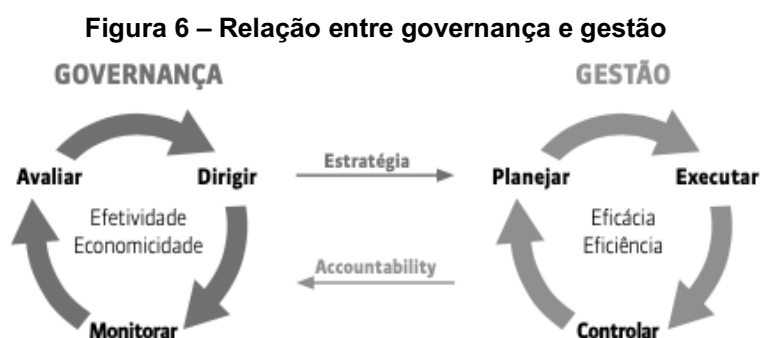 Figura 6 – Relação entre governança e gestão
GOVERNANÇA
Avaliar
Dirigir
Efetividade
Economicidade
Monitorar
Estratégia
Accountability
GESTÃO
Planejar
Executar
Eficácia
Eficiência
Controlar